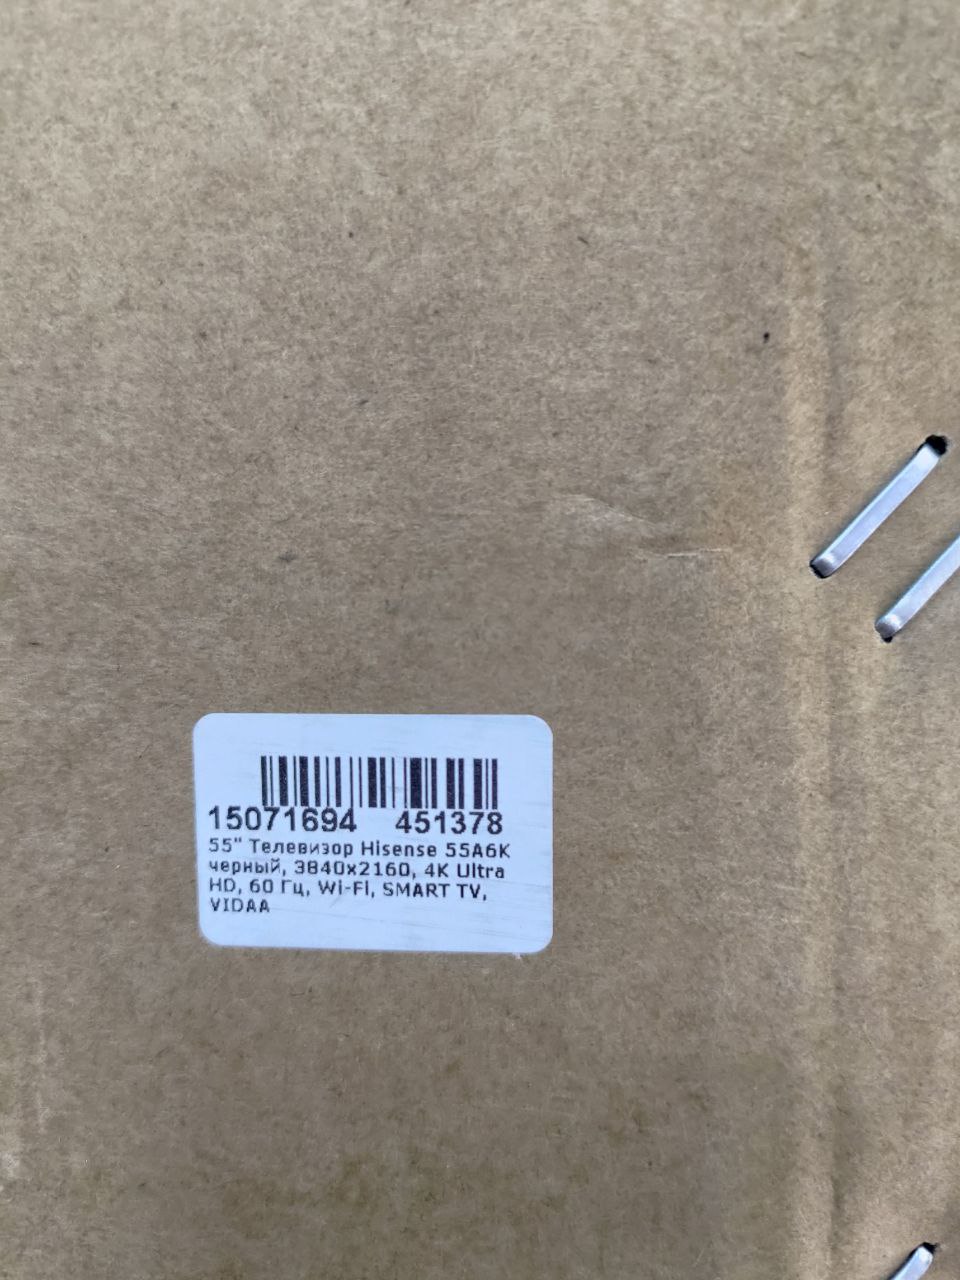 15071694 451378
55" Телевизор Hisense 55A6K
черный, 3840x2160, 4K Ultra
HD, 60 Гц, Wi-Fi, SMART TV,
VIDAA